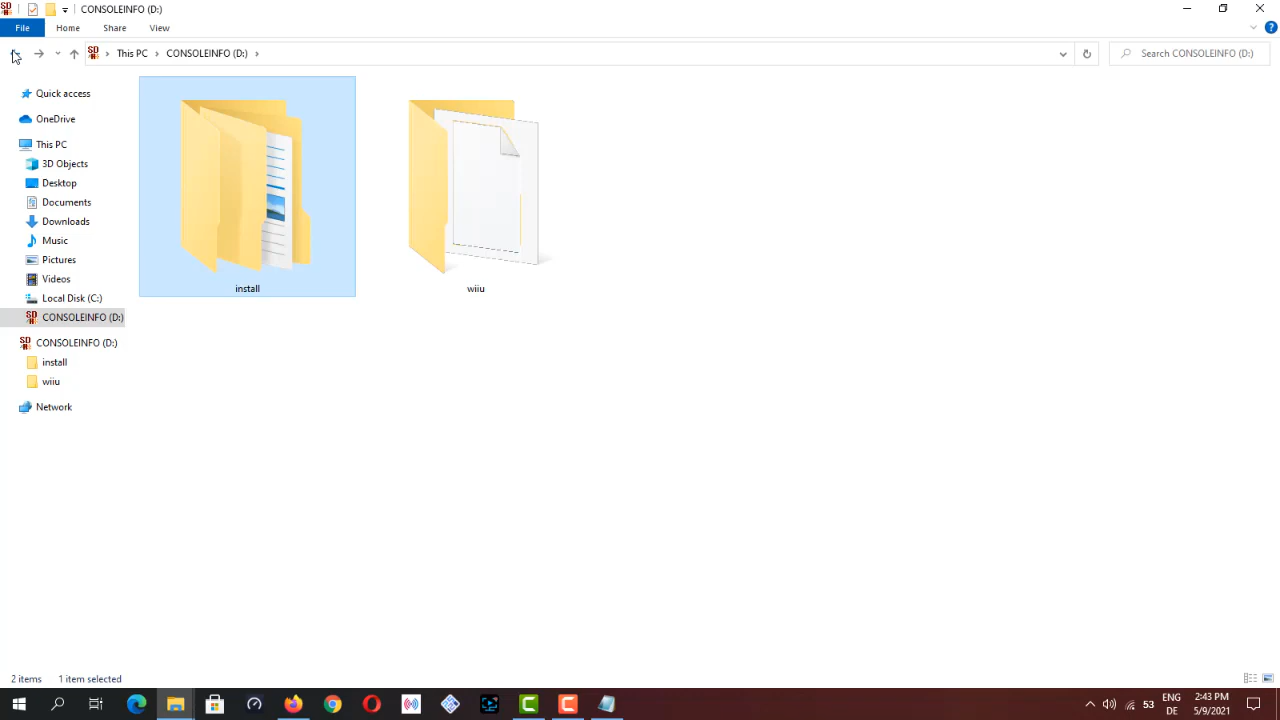 CONSOLEINFO (D:)
File Home Share View
This PC CONSOLEINFO (D:) Search CONSOLEINFO (D:)
Quick access
OneDrive
This PC
3D Objects
Desktop
Documents
Downloads
Music
Pictures
Videos
Local Disk (C:)
CONSOLEINFO (D:)
CONSOLEINFO (D:)
install
wiiu
Network
install
wiiu
2 items 1 item selected
53
ENG
DE
2:43 PM
5/9/2021